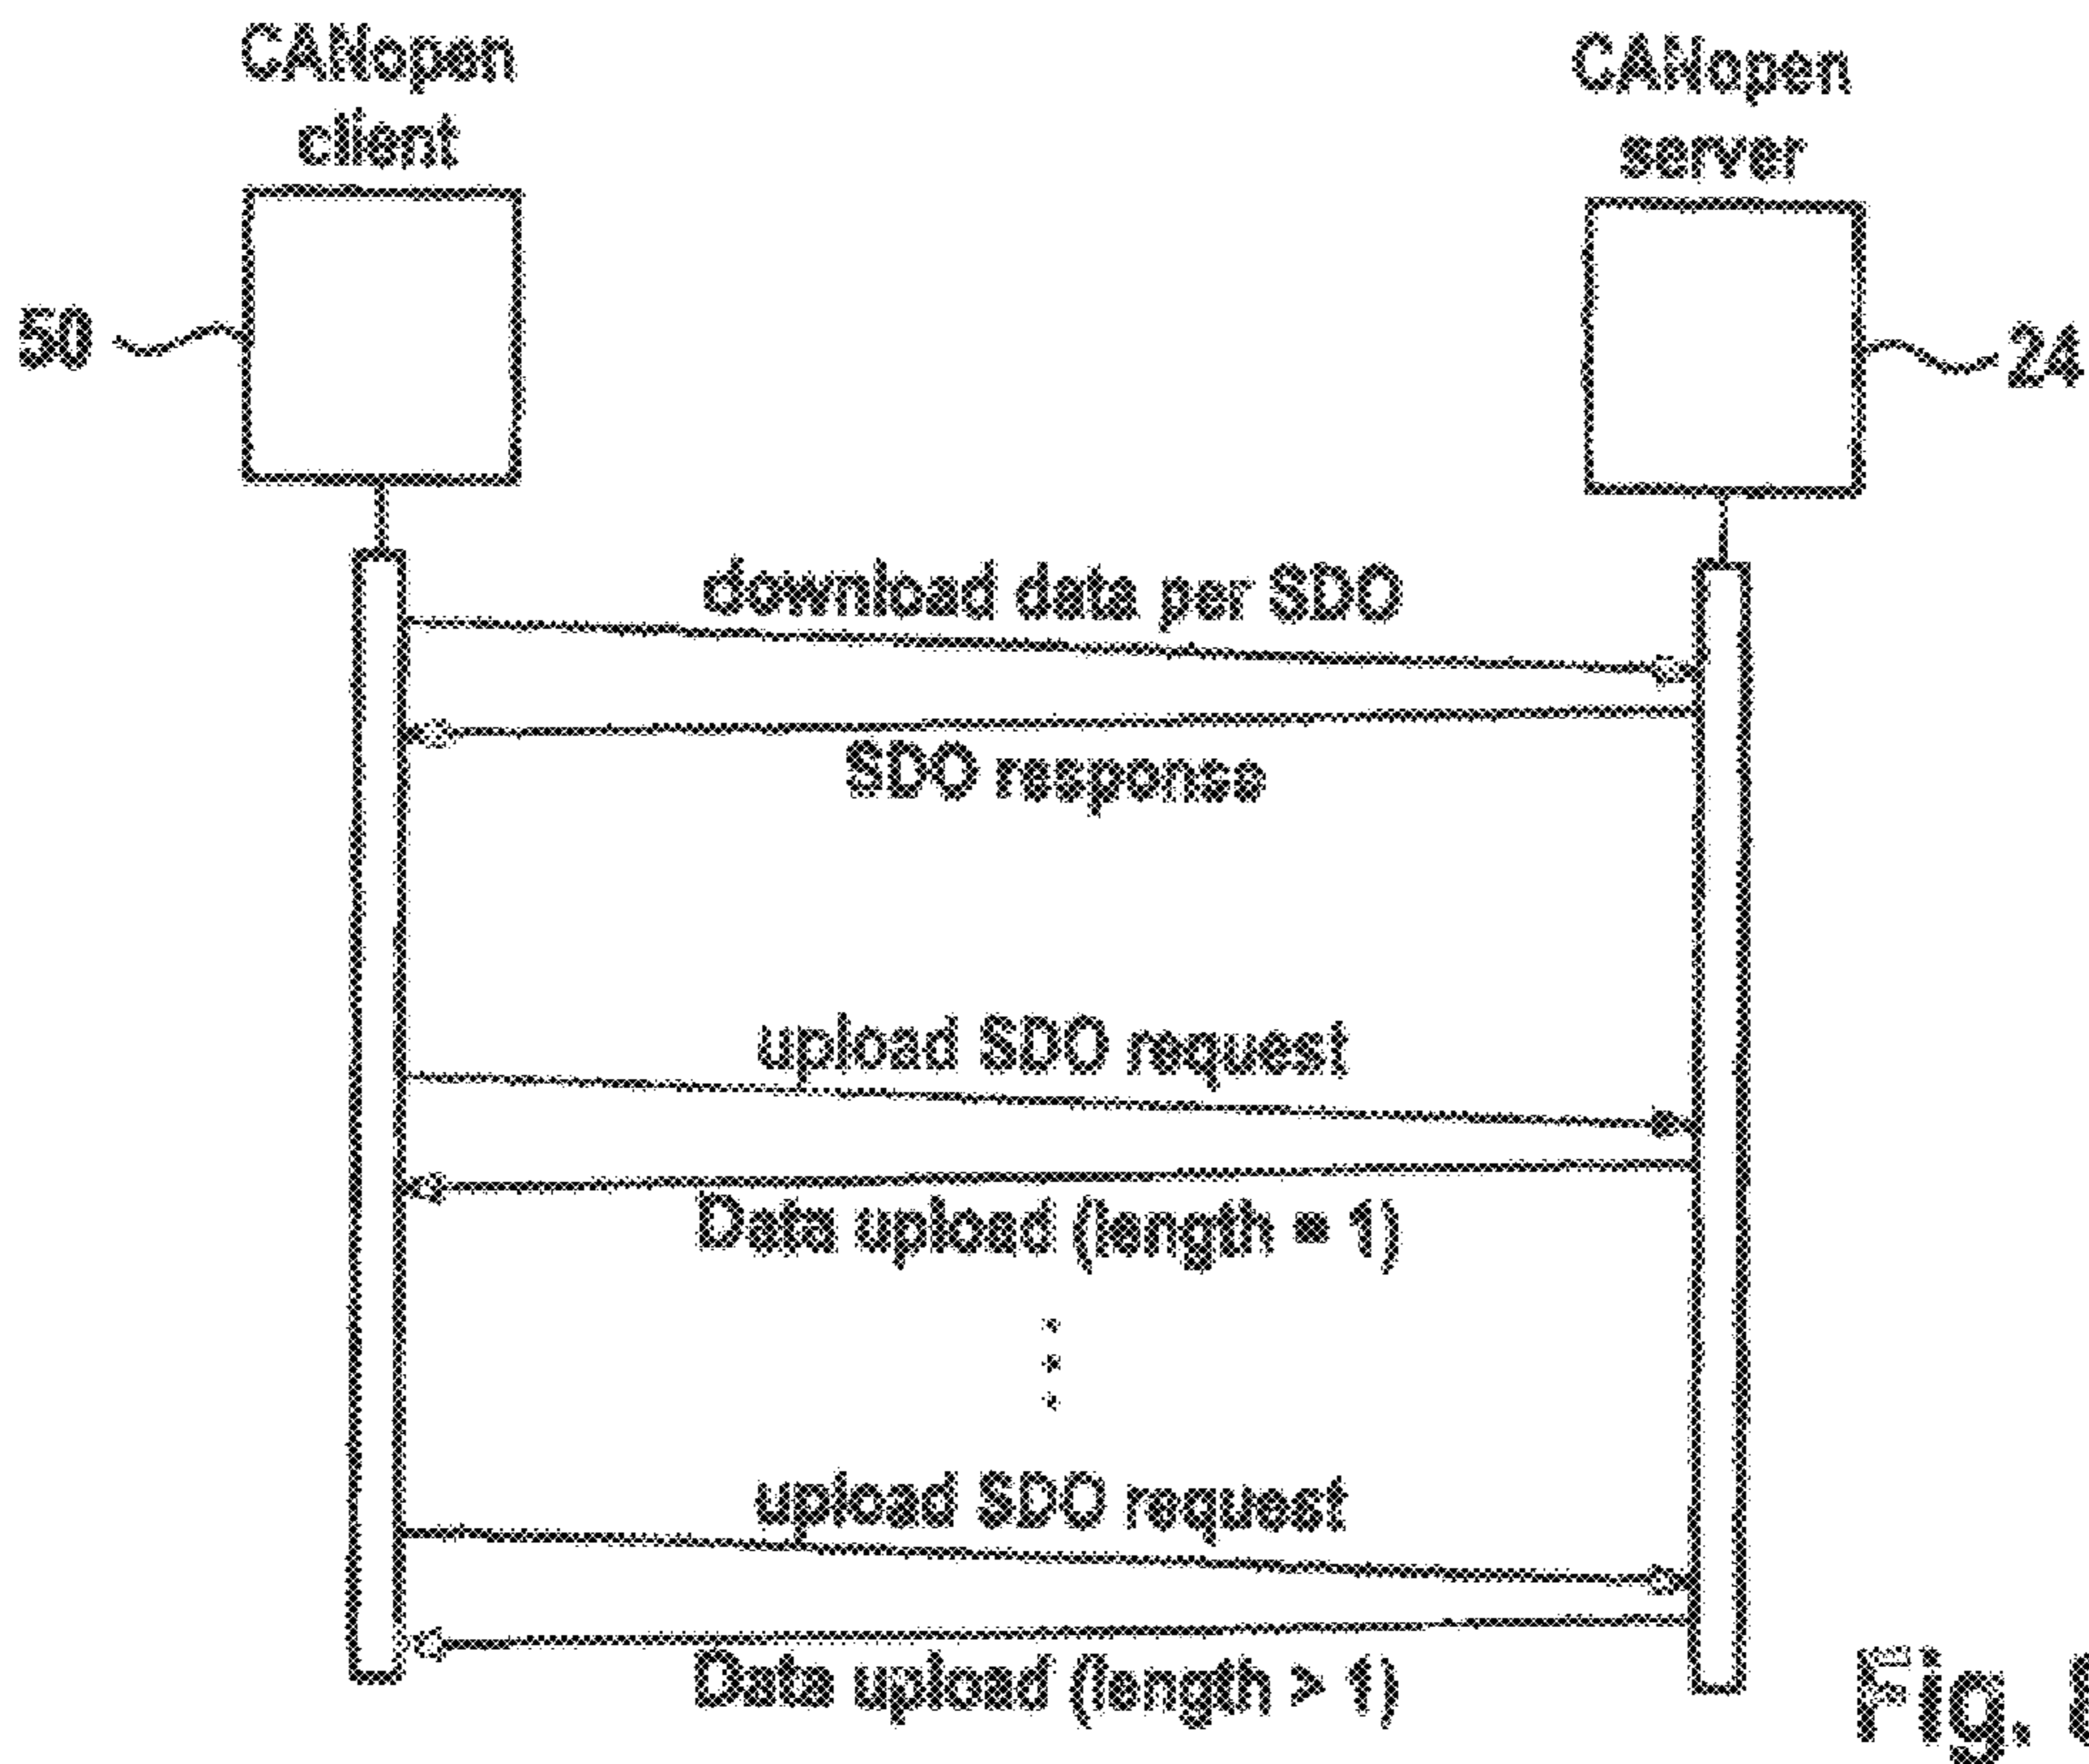 CANopen
client
CANopen
server
50
24
download data per SDO
SDO response
upload SDO request
Data upload (length = 1)
upload SDO request
Data upload (length > 1)
Fig.